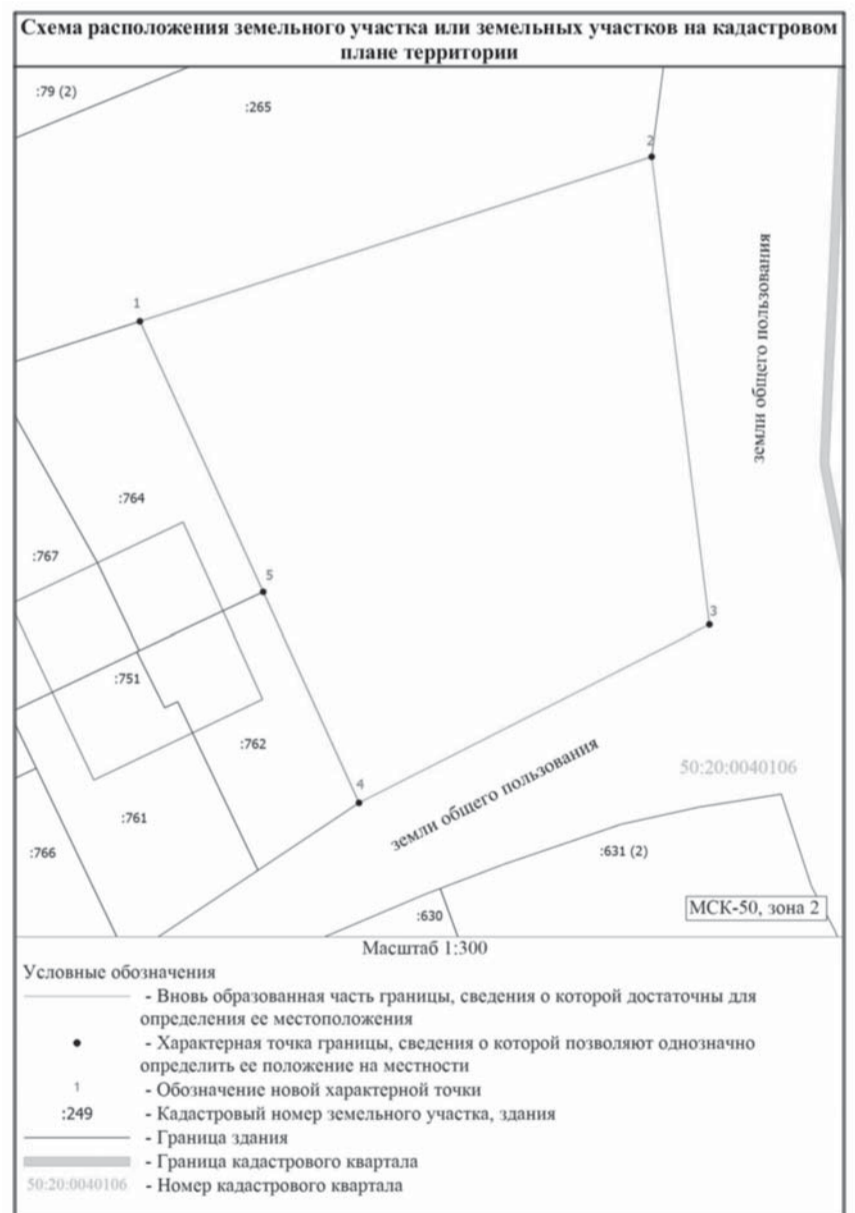 Схема расположения земельного участка или земельных участков на кадастровом
плане территории
:79 (2)
:265
2
1
земли общего пользования
:764
:767
5
3
:751
:762
50:20:0040106
4
земли общего пользования
:761
:766
:631 (2)
:630
МСК-50, зона 2
Масштаб 1:300
Условные обозначения
- Вновь образованная часть границы, сведения о которой достаточны для
определения ее местоположения
- Характерная точка границы, сведения о которой позволяют однозначно
определить ее положение на местности
1 - Обозначение новой характерной точки
:249 - Кадастровый номер земельного участка, здания
- Граница здания
- Граница кадастрового квартала
50:20:0040106 - Номер кадастрового квартала